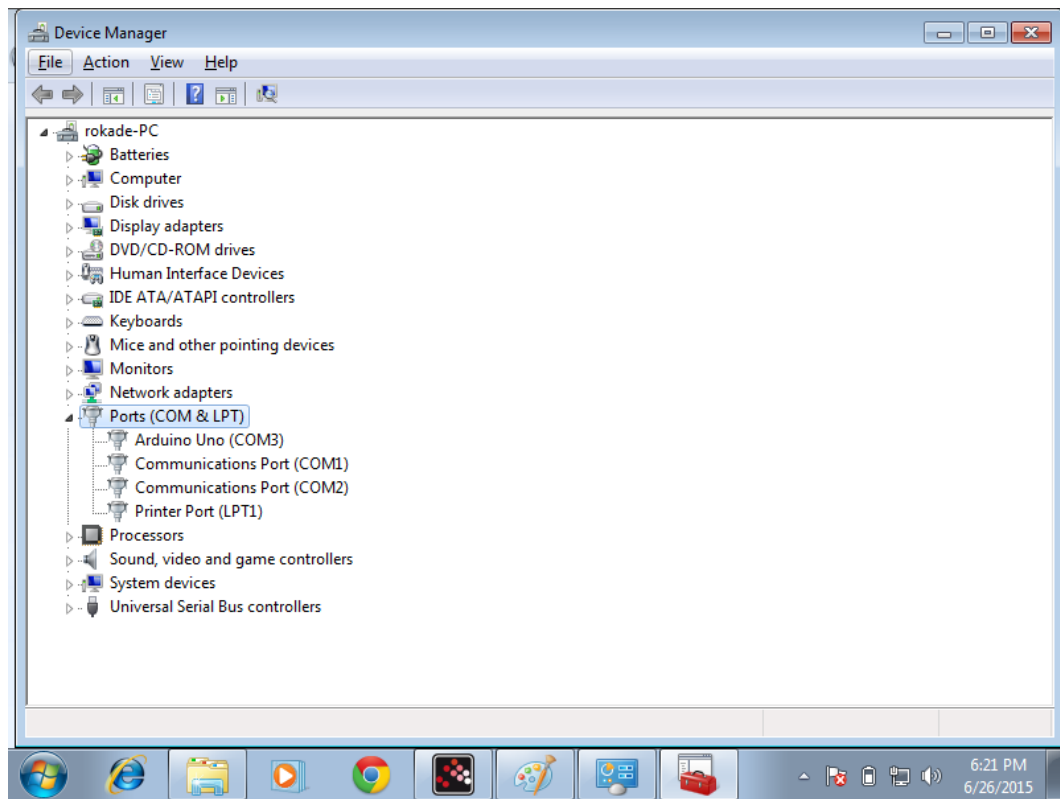 Device Manager
File Action View Help
rokade-PC
Batteries
Computer
Disk drives
Display adapters
DVD/CD-ROM drives
Human Interface Devices
IDE ATA/ATAPI controllers
Keyboards
Mice and other pointing devices
Monitors
Network adapters
Ports (COM & LPT)
Arduino Uno (COM3)
Communications Port (COM1)
Communications Port (COM2)
Printer Port (LPT1)
Processors
Sound, video and game controllers
System devices
Universal Serial Bus controllers
6:21 PM
6/26/2015